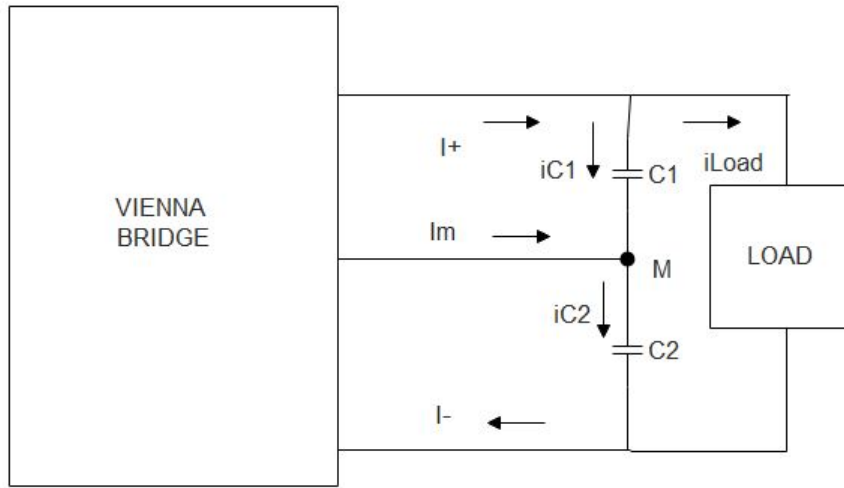 I+
iC1
C1
iLoad
VIENNA
BRIDGE
Im
M
LOAD
iC2
C2
I-